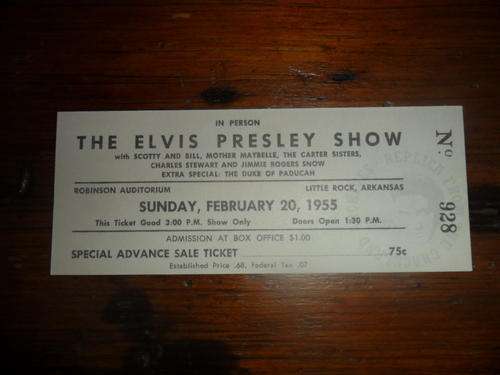 IN PERSON
THE ELVIS PRESLEY SHOW
with SCOTTY AND BILL, MOTHER MAYBELLE, THE CARTER SISTERS,
CHARLES STEWART AND JIMMIE ROGERS SNOW
EXTRA SPECIAL: THE DUKE OF PADUCAH
ROBINSON AUDITORIUM LITTLE ROCK, ARKANSAS
SUNDAY, FEBRUARY 20, 1955
This Ticket Good 3:00 P.M. Show Only Doors Open 1:30 P.M.
ADMISSION AT BOX OFFICE $1.00
SPECIAL ADVANCE SALE TICKET 75c
Established Price .68, Federal Tax .07
No. 928
REPLICA